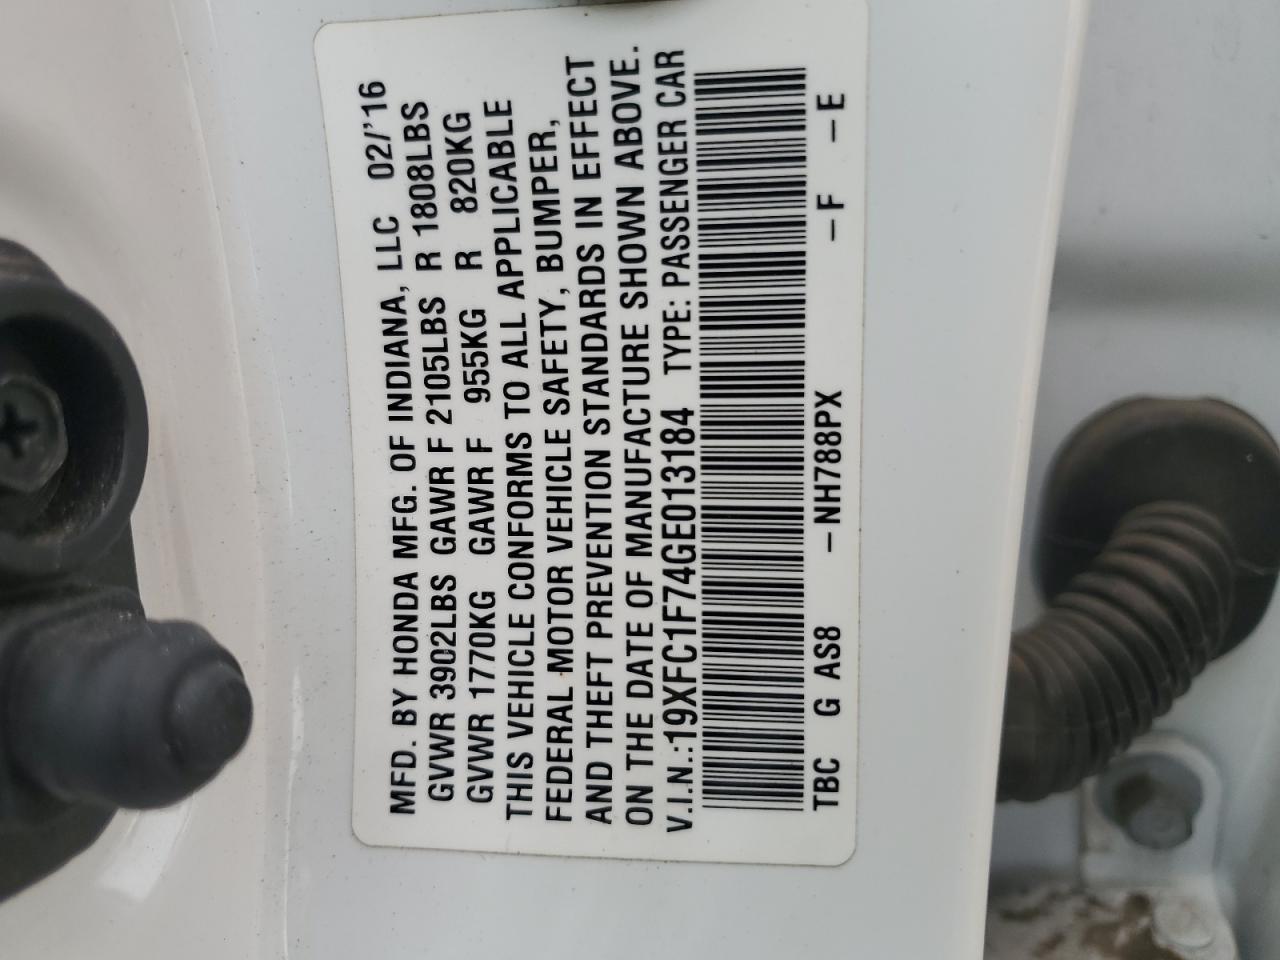 MFD. BY HONDA MFG. OF INDIANA, LLC 02/'16
GVWR 3902LBS GAWR F 2105LBS R 1808LBS
GVWR 1770KG GAWR F 955KG R 820KG
THIS VEHICLE CONFORMS TO ALL APPLICABLE
FEDERAL MOTOR VEHICLE SAFETY, BUMPER,
AND THEFT PREVENTION STANDARDS IN EFFECT
ON THE DATE OF MANUFACTURE SHOWN ABOVE.
V.I.N.:19XFC1F74GE013184 TYPE: PASSENGER CAR
TBC G AS8 –NH788PX –F –E